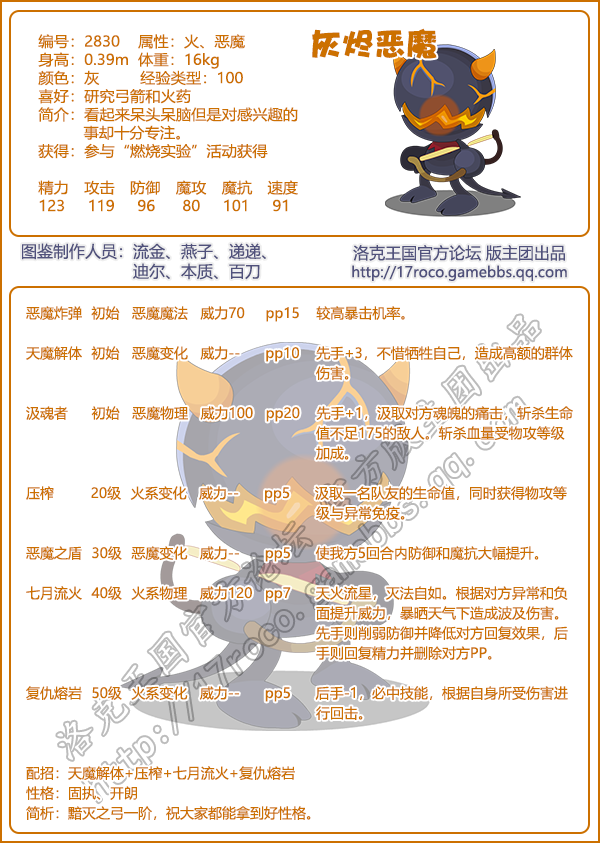 灰烬恶魔
编号：2830 属性：火、恶魔
身高：0.39m 体重：16kg
颜色：灰 经验类型：100
喜好：研究弓箭和火药
简介：看起来呆头呆脑但是对感兴趣的
事却十分专注。
获得：参与“燃烧实验”活动获得
精力 攻击 防御 魔攻 魔抗 速度
123 119 96 80 101 91
图鉴制作人员：流金、燕子、递递、
迪尔、本质、百刀
洛克王国官方论坛 版主团出品
http://17roco.gamebbs.qq.com
恶魔炸弹 初始 恶魔魔法 威力70 pp15 较高暴击机率。
天魔解体 初始 恶魔变化 威力-- pp10 先手+3，不惜牺牲自己，造成高额的群体
伤害。
汲魂者 初始 恶魔物理 威力100 pp20 先手+1，汲取对方魂魄的痛击，斩杀生命
值不足175的敌人。斩杀血量受物攻等级
加成。
压榨 20级 火系变化 威力-- pp5 汲取一名队友的生命值，同时获得物攻等
级与异常免疫。
恶魔之盾 30级 恶魔变化 威力-- pp5 使我方5回合内防御和魔抗大幅提升。
七月流火 40级 火系物理 威力120 pp7 天火流星，灭法自如。根据对方异常和负
面提升威力，暴晒天气下造成波及伤害。
先手则削弱防御并降低对方回复效果，后
手则回复精力并删除对方PP。
复仇熔岩 50级 火系变化 威力-- pp5 后手-1，必中技能，根据自身所受伤害进
行回击。
配招：天魔解体+压榨+七月流火+复仇熔岩
性格：固执、开朗
简析：黯灭之弓一阶，祝大家都能拿到好性格。
洛克王国官方论坛 官方版主团出品
http://17roco.gamebbs.qq.com